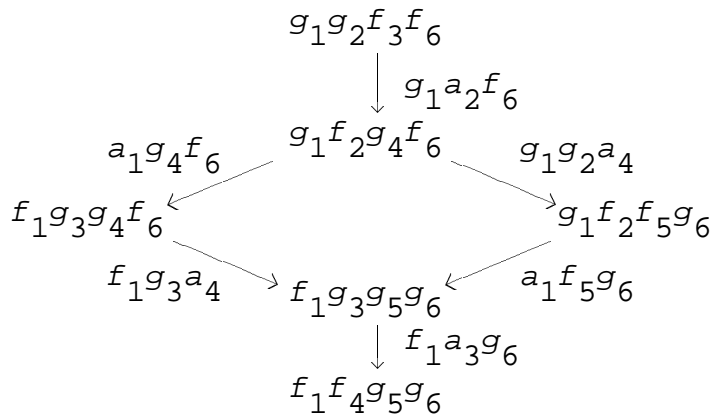 g₁g₂f₃f₆
g₁a₂f₆
g₁f₂g₄f₆
a₁g₄f₆ g₁g₂a₄
f₁g₃g₄f₆ g₁f₂f₅g₆
f₁g₃a₄ a₁f₅g₆
f₁g₃g₅g₆
f₁a₃g₆
f₁f₄g₅g₆